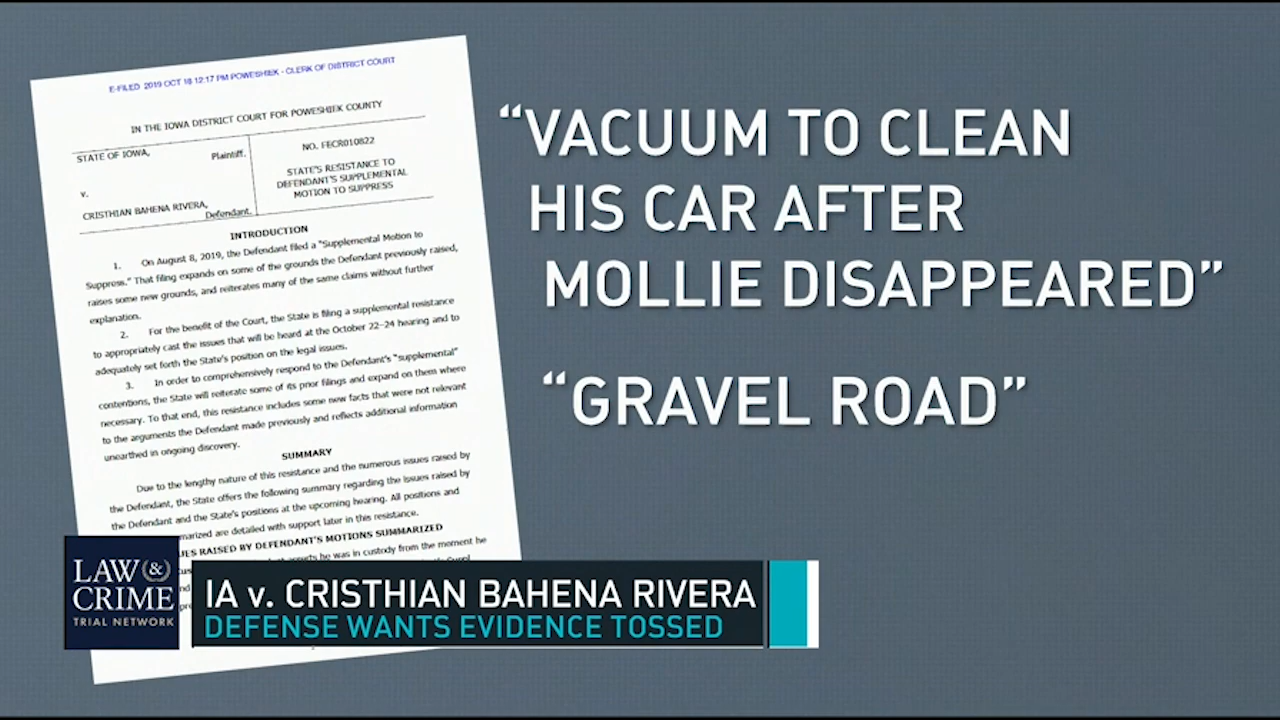 E-FILED 2019 OCT 18 12:17 PM POWESHIEK - CLERK OF DISTRICT COURT
IN THE IOWA DISTRICT COURT FOR POWESHIEK COUNTY
STATE OF IOWA,
Plaintiff.
v.
CRISTHIAN BAHENA RIVERA,
Defendant.
NO. FECR010822
STATE'S RESISTANCE TO
DEFENDANT'S SUPPLEMENTAL
MOTION TO SUPPRESS
INTRODUCTION
1. On August 8, 2019, the Defendant filed a "Supplemental Motion to
Suppress." That filing expands on some of the grounds the Defendant previously raised,
raises some new grounds, and reiterates many of the same claims without further
explanation.
2. For the benefit of the Court, the State is filing a supplemental resistance
to appropriately cast the issues that will be heard at the October 22–24 hearing and to
adequately set forth the State's position on the legal issues.
3. In order to comprehensively respond to the Defendant's "supplemental"
contentions, the State will reiterate some of its prior filings and expand on them where
necessary. To that end, this resistance includes some new facts that were not relevant
to the arguments the Defendant made previously and reflects additional information
unearthed in ongoing discovery.
SUMMARY
Due to the lengthy nature of this resistance and the numerous issues raised by
the Defendant, the State offers the following summary regarding the issues raised by
the Defendant and the State's positions at the upcoming hearing. All positions and
marized are detailed with support later in this resistance.
UES RAISED BY DEFENDANT'S MOTIONS SUMMARIZED
he was in custody from the moment he
“VACUUM TO CLEAN
HIS CAR AFTER
MOLLIE DISAPPEARED”
“GRAVEL ROAD”
LAW &
CRIME
TRIAL NETWORK
IA v. CRISTHIAN BAHENA RIVERA
DEFENSE WANTS EVIDENCE TOSSED